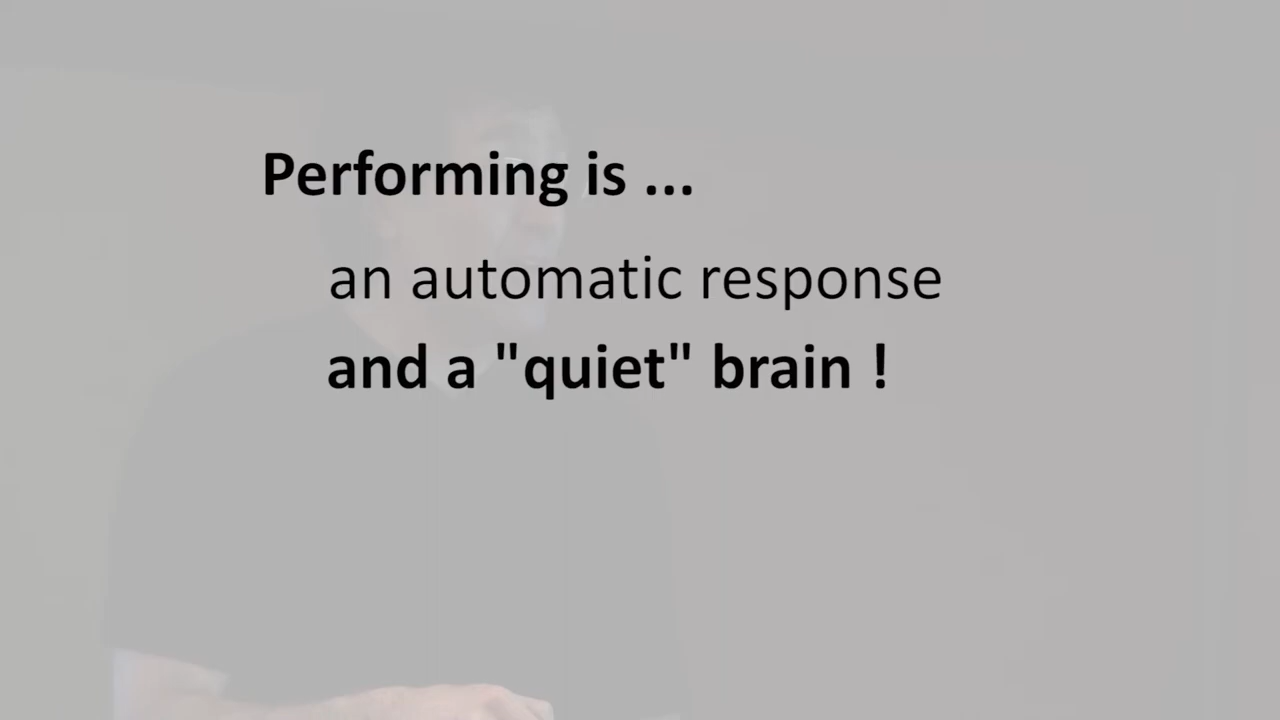 Performing is ...
an automatic response
and a "quiet" brain !